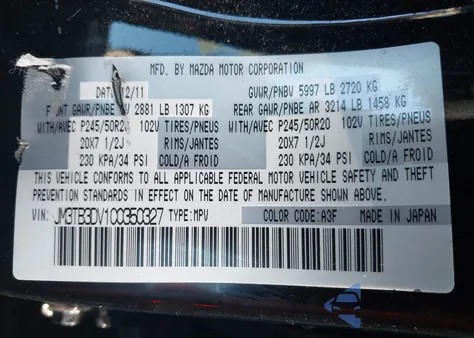 MFD. BY MAZDA MOTOR CORPORATION
DATE 12/11 GVWR/PNBV 5997 LB 2720 KG
FRONT GAWR/PNBE AV 2881 LB 1307 KG REAR GAWR/PNBE AR 3214 LB 1458 KG
WITH/AVEC P245/50R20 102V TIRES/PNEUS WITH/AVEC P245/50R20 102V TIRES/PNEUS
20X7 1/2J RIMS/JANTES 20X7 1/2J RIMS/JANTES
230 KPA/34 PSI COLD/A FROID 230 KPA/34 PSI COLD/A FROID
THIS VEHICLE CONFORMS TO ALL APPLICABLE FEDERAL MOTOR VEHICLE SAFETY AND THEFT
PREVENTION STANDARDS IN EFFECT ON THE DATE OF MANUFACTURE SHOWN ABOVE.
VIN: JM3TB3DV1C0350327 TYPE: MPV COLOR CODE: A3F MADE IN JAPAN